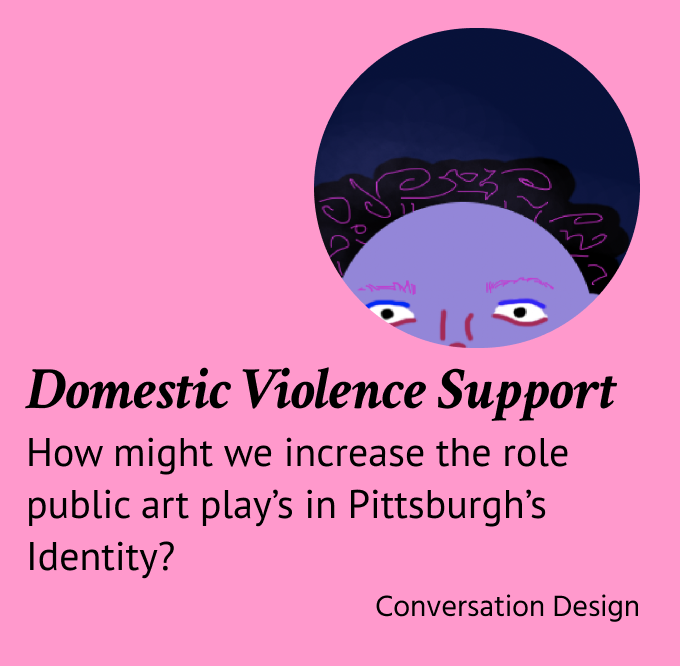 Domestic Violence Support
How might we increase the role
public art play’s in Pittsburgh’s
Identity?
Conversation Design